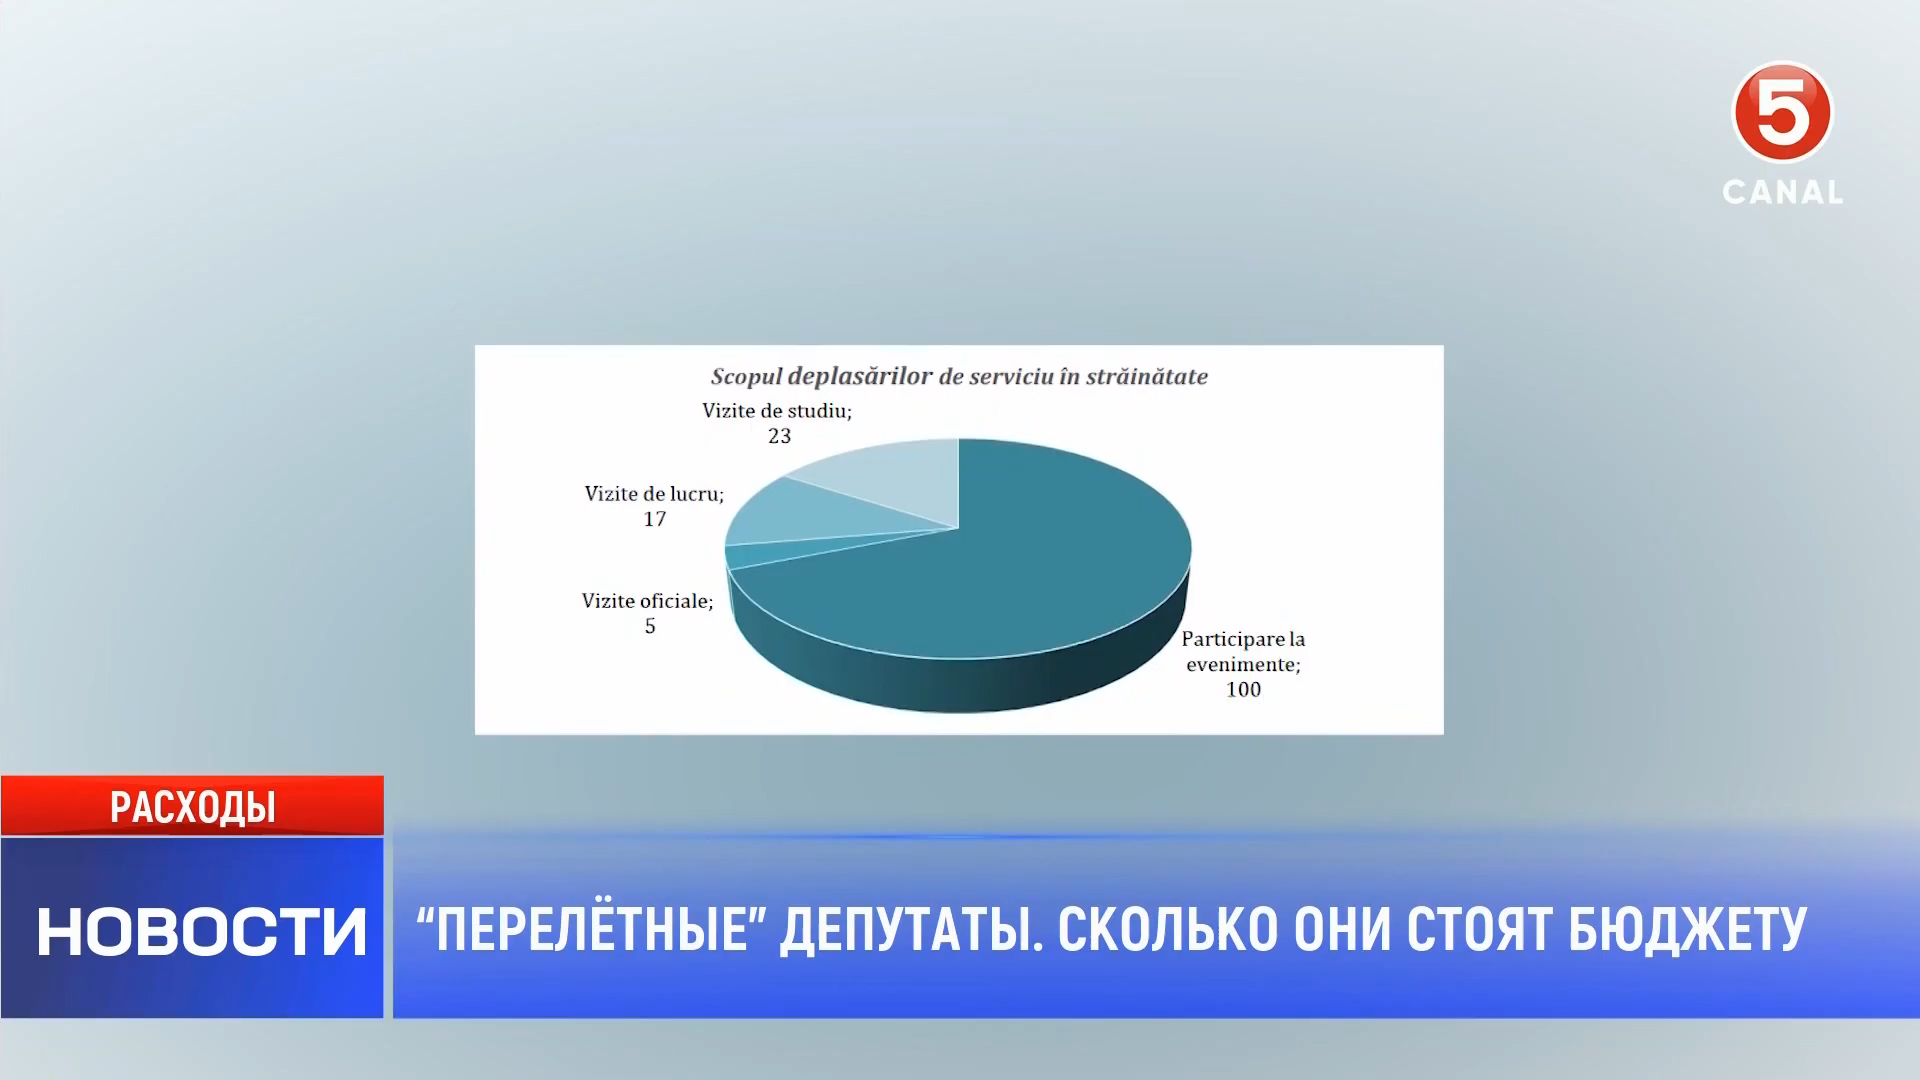 5
CANAL
Scopul deplasărilor de serviciu în străinătate
Vizite de studiu;
23
Vizite de lucru;
17
Vizite oficiale;
5
Participare la
evenimente;
100
РАСХОДЫ
НОВОСТИ
“ПЕРЕЛЁТНЫЕ” ДЕПУТАТЫ. СКОЛЬКО ОНИ СТОЯТ БЮДЖЕТУ